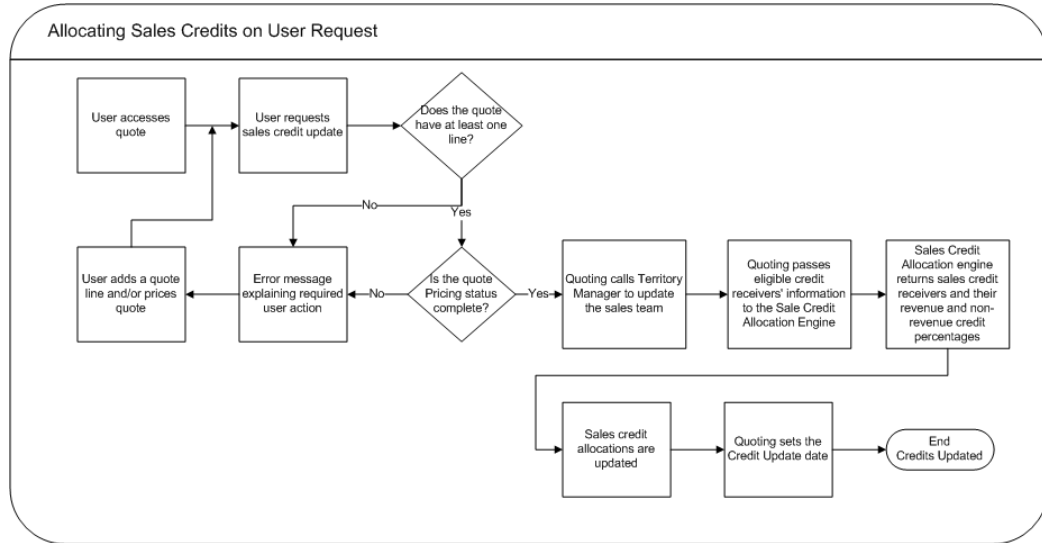 Allocating Sales Credits on User Request
User accesses
quote
User requests
sales credit update
Does the quote
have at least one
line?
No
Yes
User adds a quote
line and/or prices
quote
Error message
explaining required
user action
No
Is the quote
Pricing status
complete?
Yes
Quoting calls Territory
Manager to update
the sales team
Quoting passes
eligible credit
receivers' information
to the Sale Credit
Allocation Engine
Sales Credit
Allocation engine
returns sales credit
receivers and their
revenue and non-
revenue credit
percentages
Sales credit
allocations are
updated
Quoting sets the
Credit Update date
End
Credits Updated